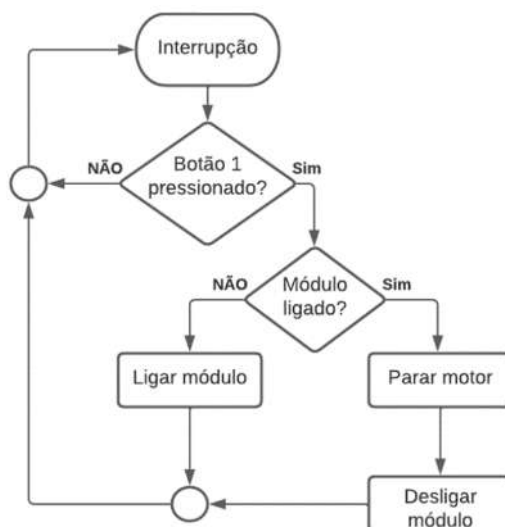 Interrupção
Botão 1
pressionado?
NÃO
Sim
Módulo
ligado?
NÃO
Sim
Ligar módulo
Parar motor
Desligar
módulo